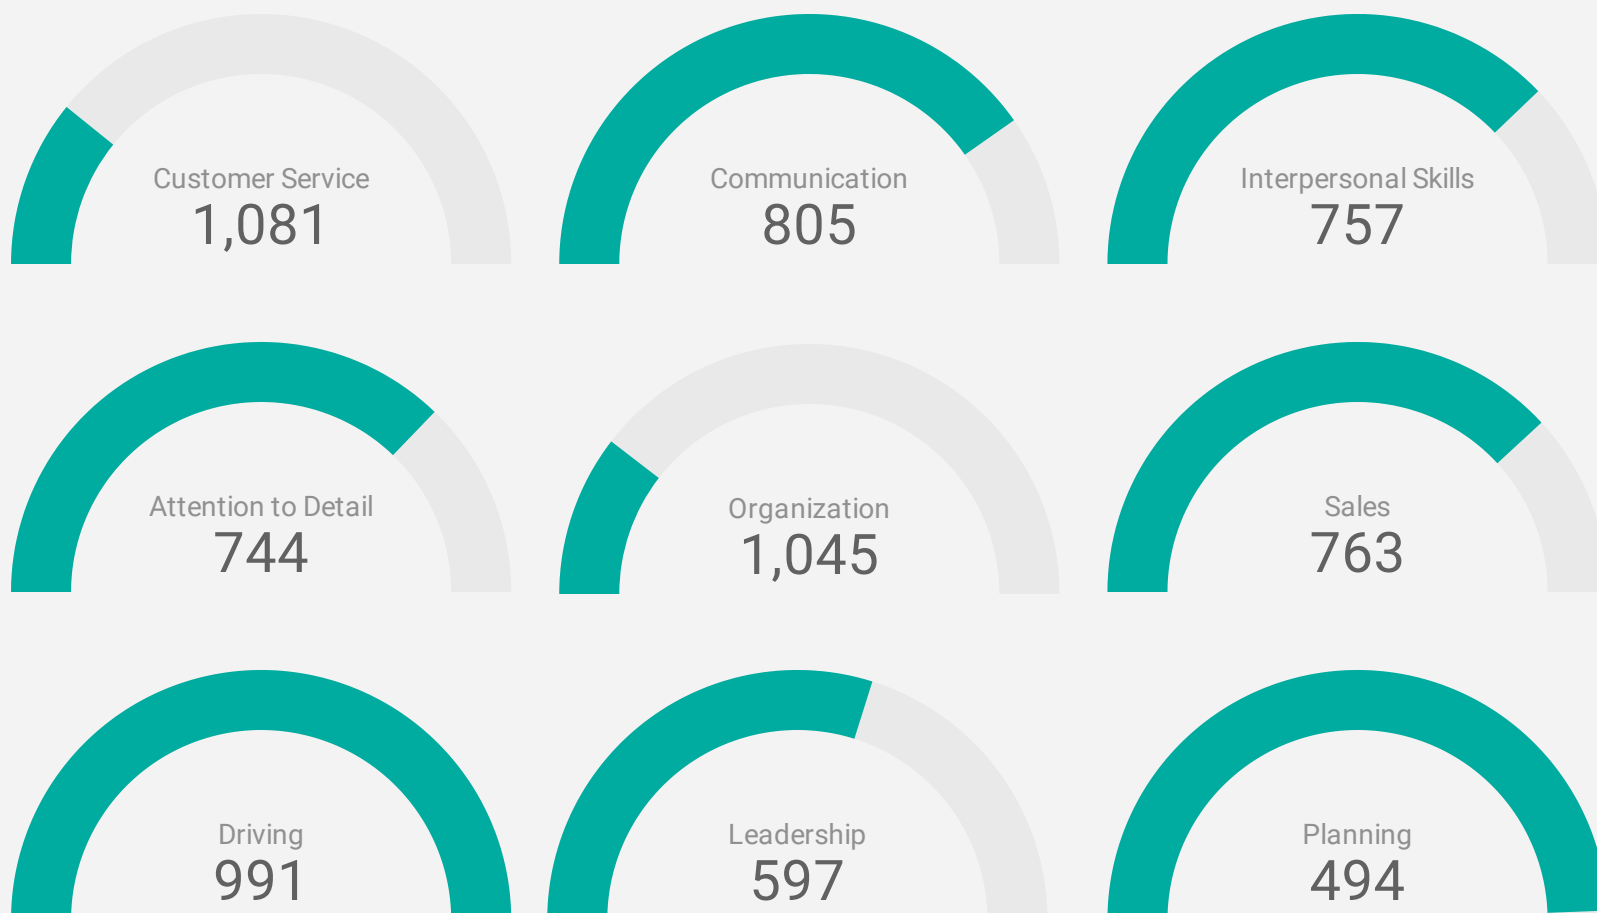 Customer Service
1,081
Communication
805
Interpersonal Skills
757
Attention to Detail
744
Organization
1,045
Sales
763
Driving
991
Leadership
597
Planning
494